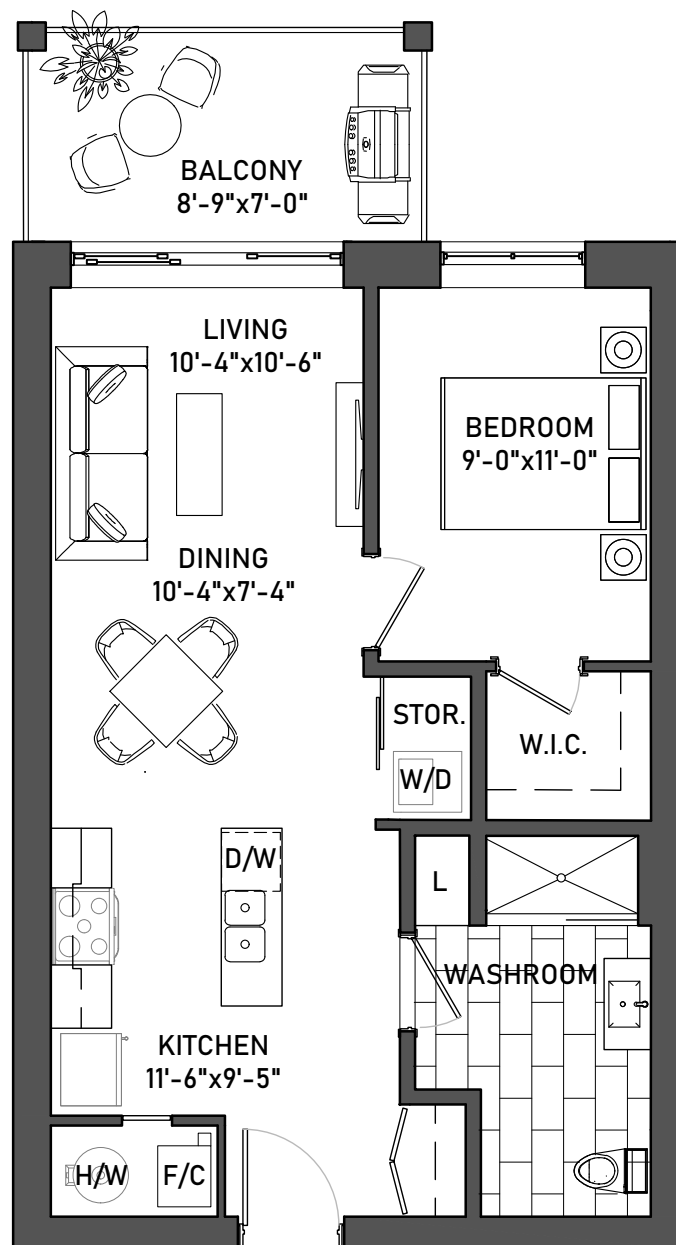 BALCONY
8'-9"x7'-0"
LIVING
10'-4"x10'-6"
BEDROOM
9'-0"x11'-0"
DINING
10'-4"x7'-4"
STOR.
W.I.C.
W/D
D/W
L
WASHROOM
KITCHEN
11'-6"x9'-5"
H/W
F/C